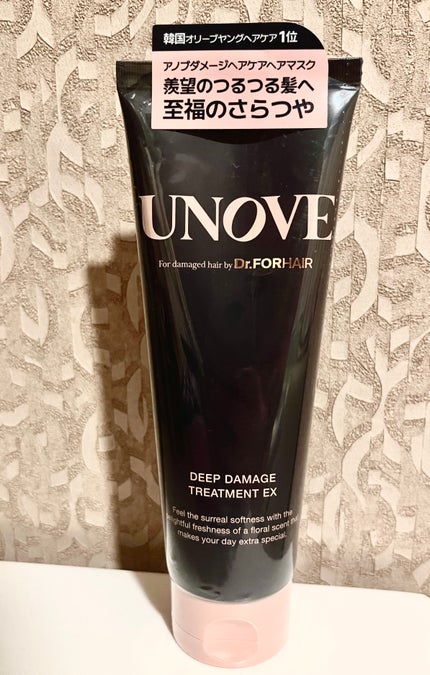 韓国オリーブヤングヘアケア1位
アノブダメージヘアケアヘアマスク
羨望のつるつる髪へ
至福のさらつや
UNOVE
For damaged hair by Dr.FORHAIR
DEEP DAMAGE
TREATMENT EX
Feel the surreal softness with the
delightful freshness of a floral scent that
makes your day extra special.